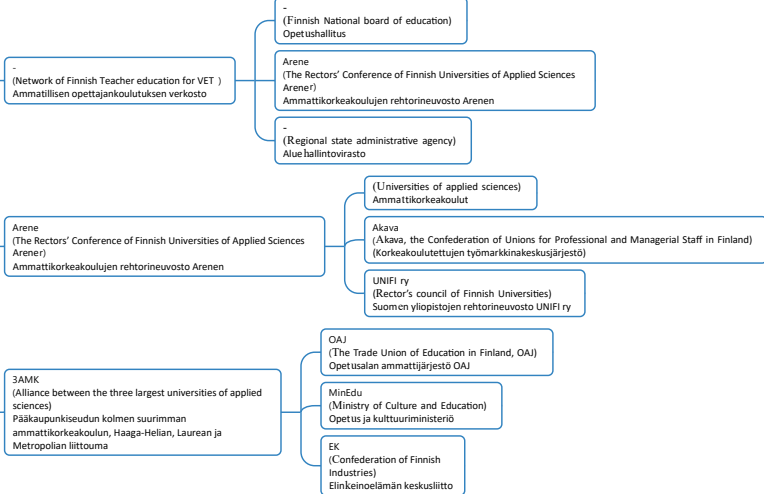 -
(Network of Finnish Teacher education for VET )
Ammatillisen opettajankoulutuksen verkosto
-
(Finnish National board of education)
Opetushallitus
Arene
(The Rectors' Conference of Finnish Universities of Applied Sciences
Arener)
Ammattikorkeakoulujen rehtorineuvosto Arenen
-
(Regional state administrative agency)
Aluehallintovirasto
Arene
(The Rectors' Conference of Finnish Universities of Applied Sciences
Arener)
Ammattikorkeakoulujen rehtorineuvosto Arenen
(Universities of applied sciences)
Ammattikorkeakoulut
Akava
(Akava, the Confederation of Unions for Professional and Managerial Staff in Finland)
(Korkeakoulutettujen työmarkkinakeskusjärjestö)
UNIFI ry
(Rector's council of Finnish Universities)
Suomen yliopistojen rehtorineuvosto UNIFI ry
3AMK
(Alliance between the three largest universities of applied
sciences)
Pääkaupunkiseudun kolmen suurimman
ammattikorkeakoulun, Haaga-Helian, Laurean ja
Metropolian liittouma
OAJ
(The Trade Union of Education in Finland, OAJ)
Opetusalan ammattijärjestö OAJ
MinEdu
(Ministry of Culture and Education)
Opetus ja kulttuuriministeriö
EK
(Confederation of Finnish
Industries)
Elinkeinoelämän keskusliitto